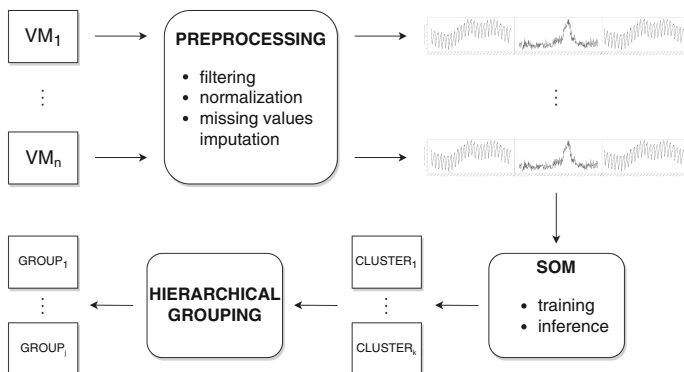 VM1
PREPROCESSING
• filtering
• normalization
• missing values
imputation
⋮
⋮
VMn
GROUP1
⋮
GROUPj
HIERARCHICAL
GROUPING
CLUSTER1
⋮
CLUSTERk
SOM
• training
• inference